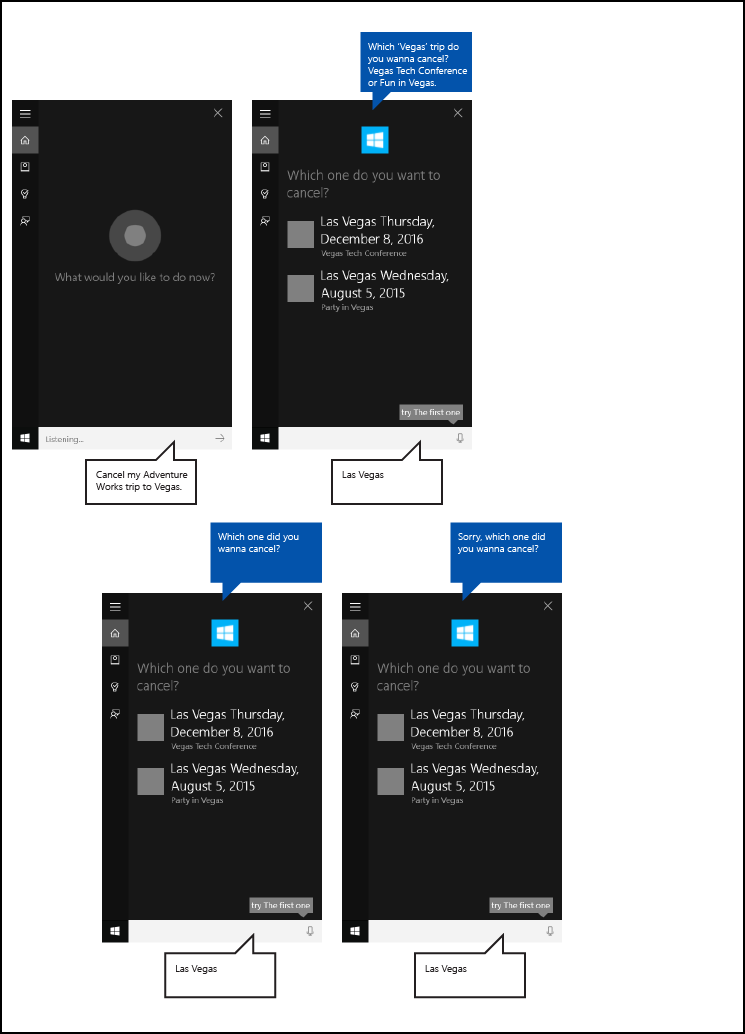 Which 'Vegas' trip do
you wanna cancel?
Vegas Tech Conference
or Fun in Vegas.
What would you like to do now?
Listening...
Cancel my Adventure
Works trip to Vegas.
Which one do you want to
cancel?
Las Vegas Thursday,
December 8, 2016
Vegas Tech Conference
Las Vegas Wednesday,
August 5, 2015
Party in Vegas
try The first one
Las Vegas
Which one did you
wanna cancel?
Which one do you want to
cancel?
Las Vegas Thursday,
December 8, 2016
Vegas Tech Conference
Las Vegas Wednesday,
August 5, 2015
Party in Vegas
try The first one
Las Vegas
Sorry, which one did
you wanna cancel?
Which one do you want to
cancel?
Las Vegas Thursday,
December 8, 2016
Vegas Tech Conference
Las Vegas Wednesday,
August 5, 2015
Party in Vegas
try The first one
Las Vegas